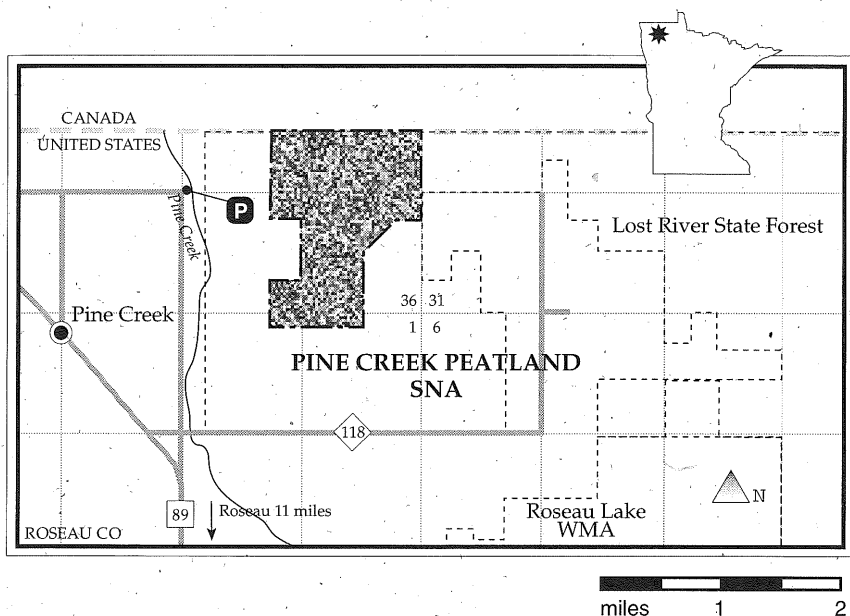 CANADA
UNITED STATES
P
Pine Creek
Lost River State Forest
36 31
1 6
Pine Creek
PINE CREEK PEATLAND
SNA
118
89
Roseau 11 miles
Roseau Lake
WMA
N
ROSEAU CO
miles 1 2